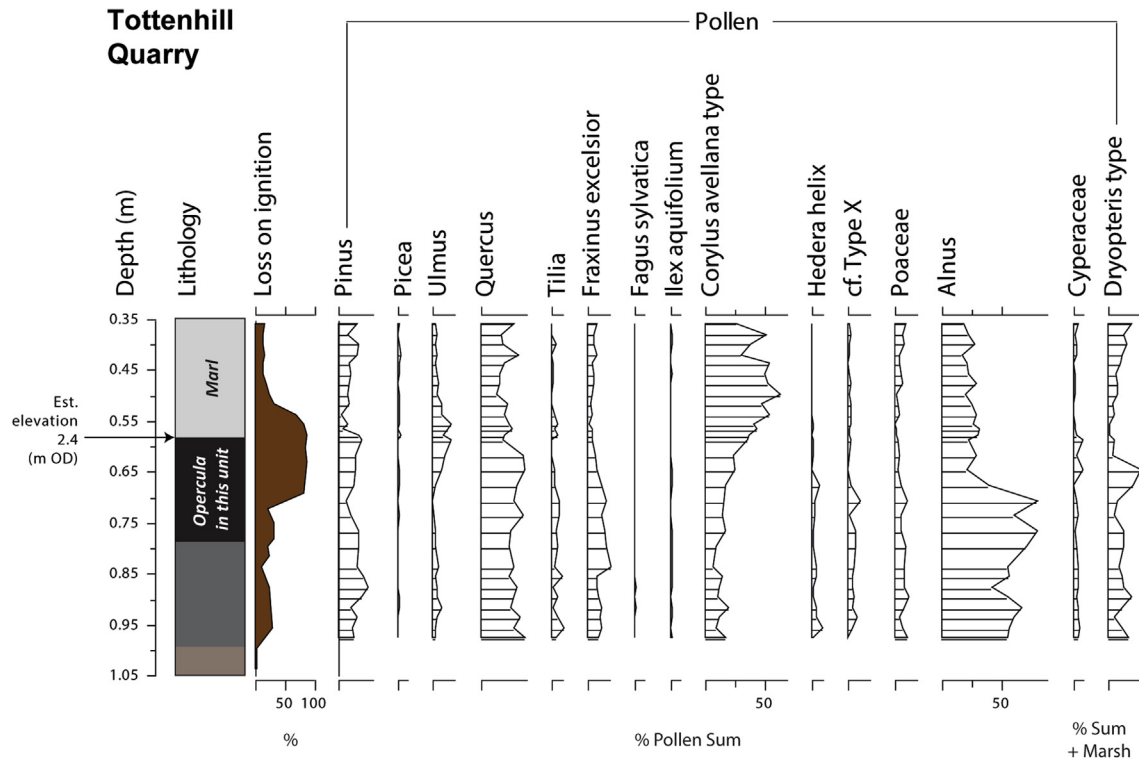 Tottenhill
Quarry
Pollen
Depth (m)
Lithology
Loss on ignition
Pinus
Picea
Ulmus
Quercus
Tilia
Fraxinus excelsior
Fagus sylvatica
Ilex aquifolium
Corylus avellana type
Hedera helix
cf. Type X
Poaceae
Alnus
Cyperaceae
Dryopteris type
0.35
0.45
0.55
0.65
0.75
0.85
0.95
1.05
Est.
elevation
2.4
(m OD)
Marl
Opercula
in this unit
50 100
50
50
%
% Pollen Sum
% Sum
+ Marsh